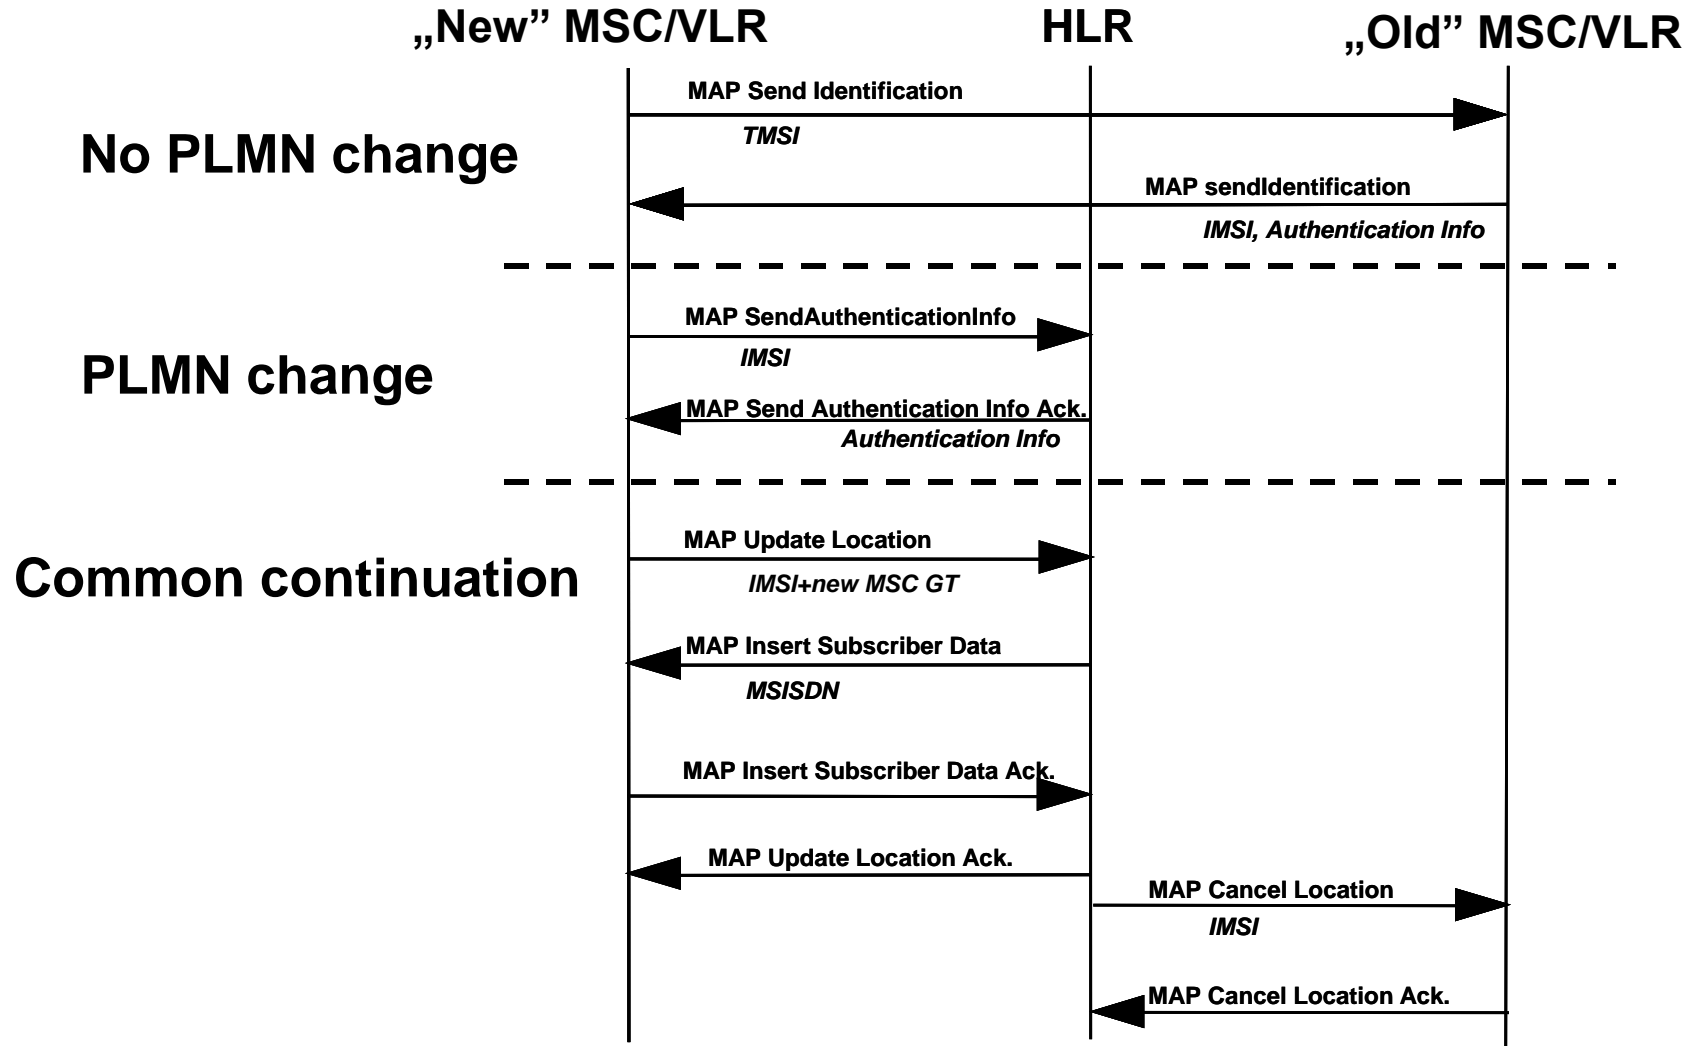 „New” MSC/VLR
HLR
„Old” MSC/VLR
MAP Send Identification
TMSI
No PLMN change
MAP sendIdentification
IMSI, Authentication Info
MAP SendAuthenticationInfo
IMSI
PLMN change
MAP Send Authentication Info Ack.
Authentication Info
MAP Update Location
IMSI+new MSC GT
Common continuation
MAP Insert Subscriber Data
MSISDN
MAP Insert Subscriber Data Ack.
MAP Update Location Ack.
MAP Cancel Location
IMSI
MAP Cancel Location Ack.